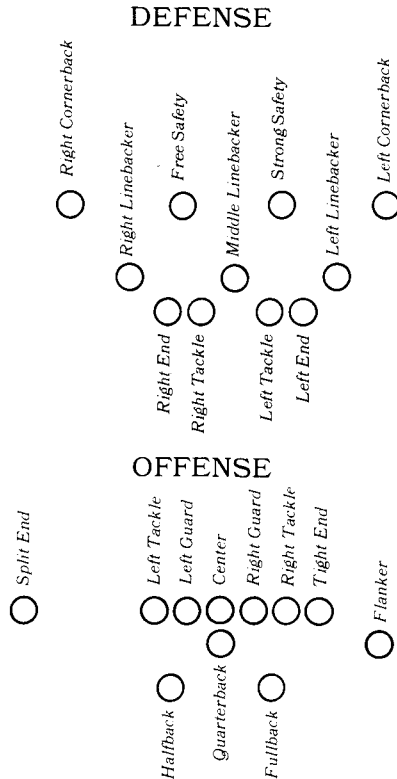 DEFENSE
Right Cornerback
Right Linebacker
Free Safety
Middle Linebacker
Strong Safety
Left Linebacker
Left Cornerback
Right End
Right Tackle
Left Tackle
Left End
OFFENSE
Split End
Left Tackle
Left Guard
Center
Right Guard
Right Tackle
Tight End
Flanker
Halfback
Quarterback
Fullback